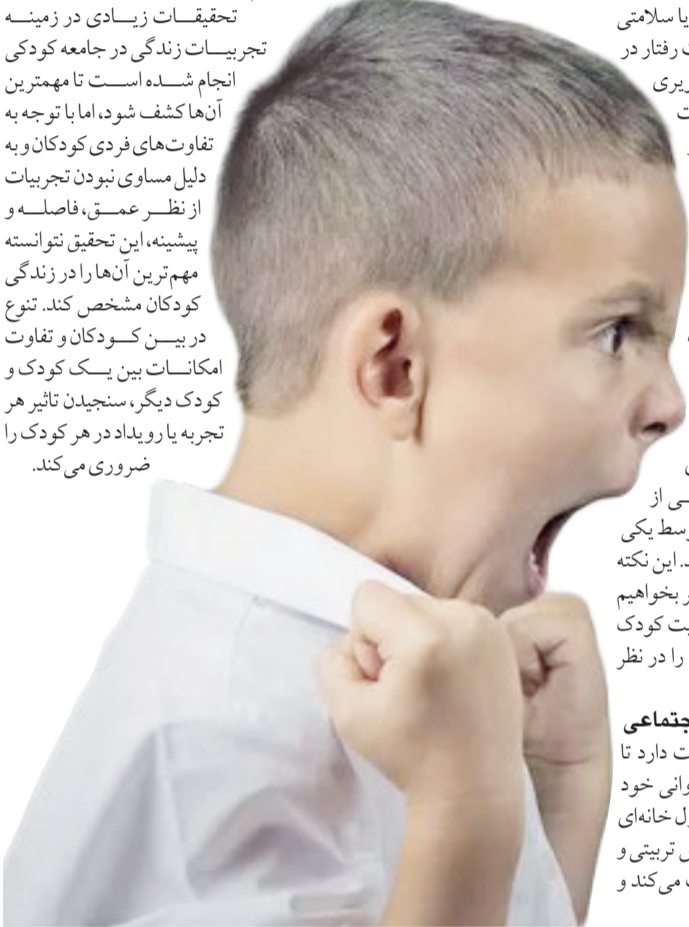 یا سلامتی
رفتار در
یری
ی از
وسط یکی
این نکته
ر بخواهیم
یت کودک
را در نظر
جتماعی
ت دارد تا
وانی خود
ول خانه‌ای
ش تربیتی و
می‌کند و
تحقیقات زیادی در زمینه
تجربیات زندگی در جامعه کودکی
انجام شده است تا مهمترین
آن‌ها کشف شود، اما با توجه به
تفاوت‌های فردی کودکان و به
دلیل مساوی نبودن تجربیات
از نظر عمق، فاصله و
پیشینه، این تحقیق نتوانسته
مهم‌ترین آن‌ها را در زندگی
کودکان مشخص کند. تنوع
در بین کودکان و تفاوت
امکانات بین یک کودک و
کودک دیگر، سنجیدن تاثیر هر
تجربه یا رویداد در هر کودک را
ضروری می‌کند.